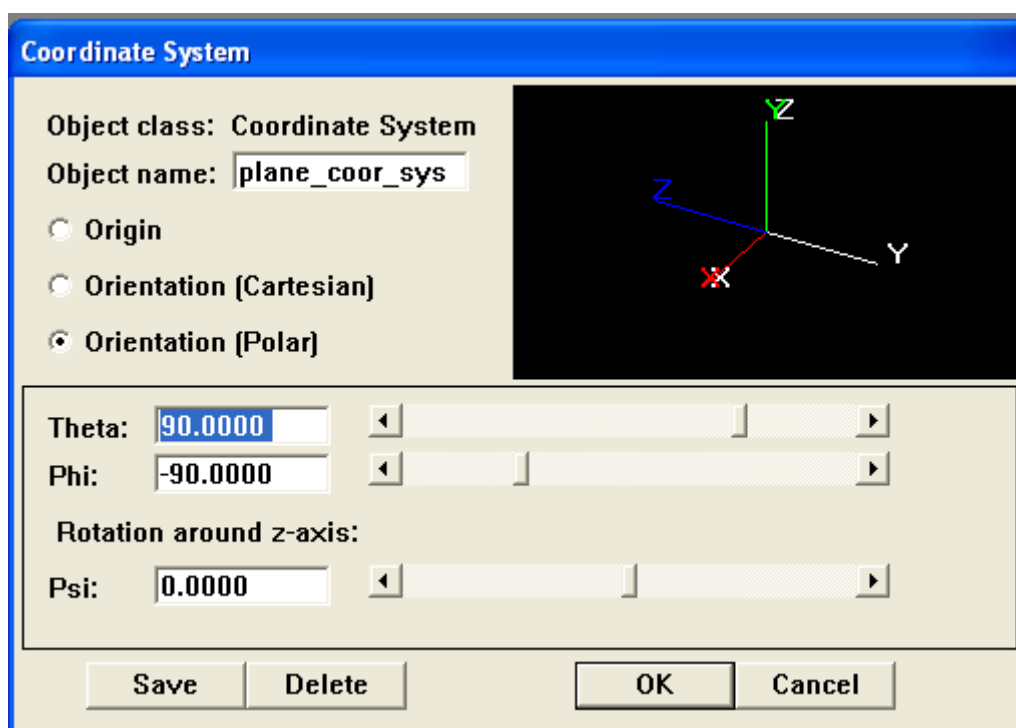 Coordinate System
Object class: Coordinate System
Object name: plane_coor_sys
Origin
Orientation (Cartesian)
Orientation (Polar)
Y Z
Z
Y
X X
Theta: 90.0000
Phi: -90.0000
Rotation around z-axis:
Psi: 0.0000
Save Delete OK Cancel